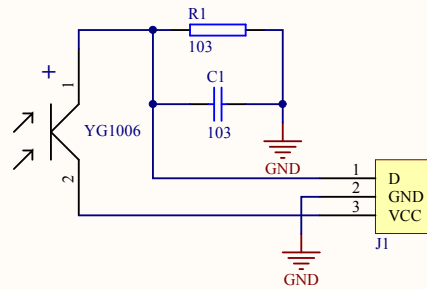 R1
103
+
1
C1
YG1006
103
2
GND
1 D
2 GND
3 VCC
J1
GND